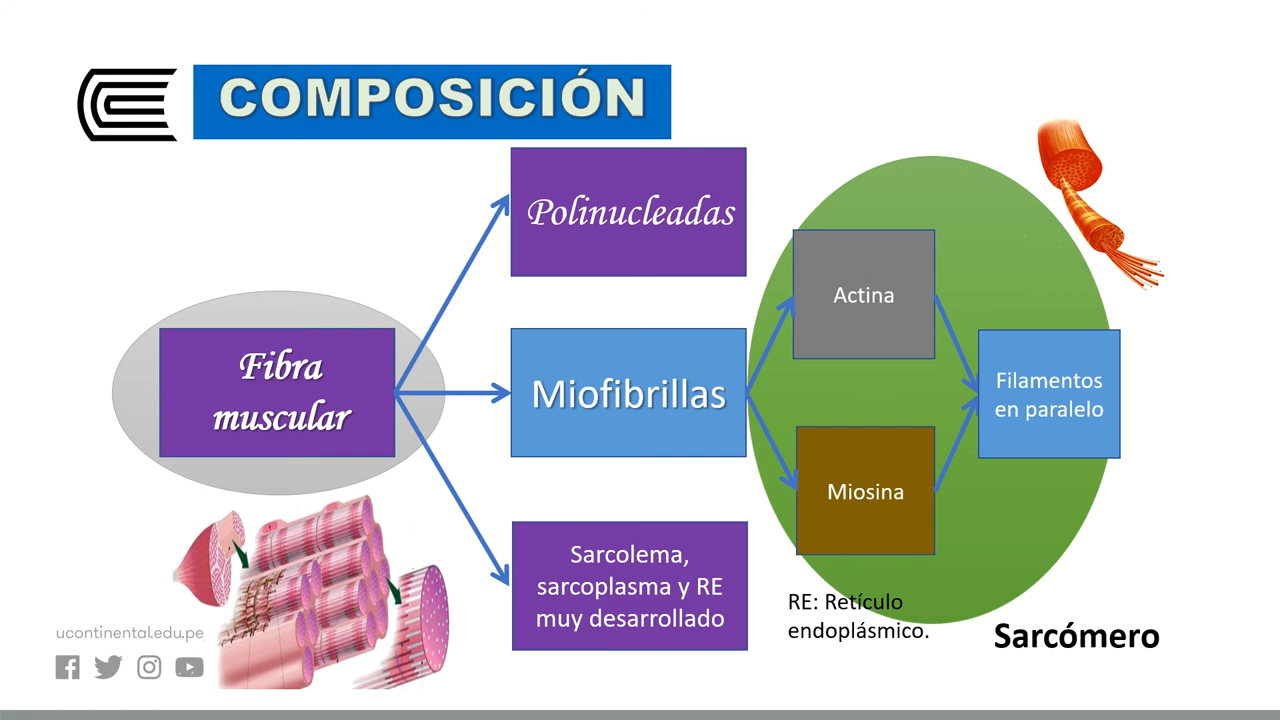 COMPOSICIÓN
Polinucleadas
Fibra
muscular
Miofibrillas
Sarcolema,
sarcoplasma y RE
muy desarrollado
Actina
Miosina
Filamentos
en paralelo
RE: Retículo
endoplásmico.
Sarcómero
ucontinental.edu.pe